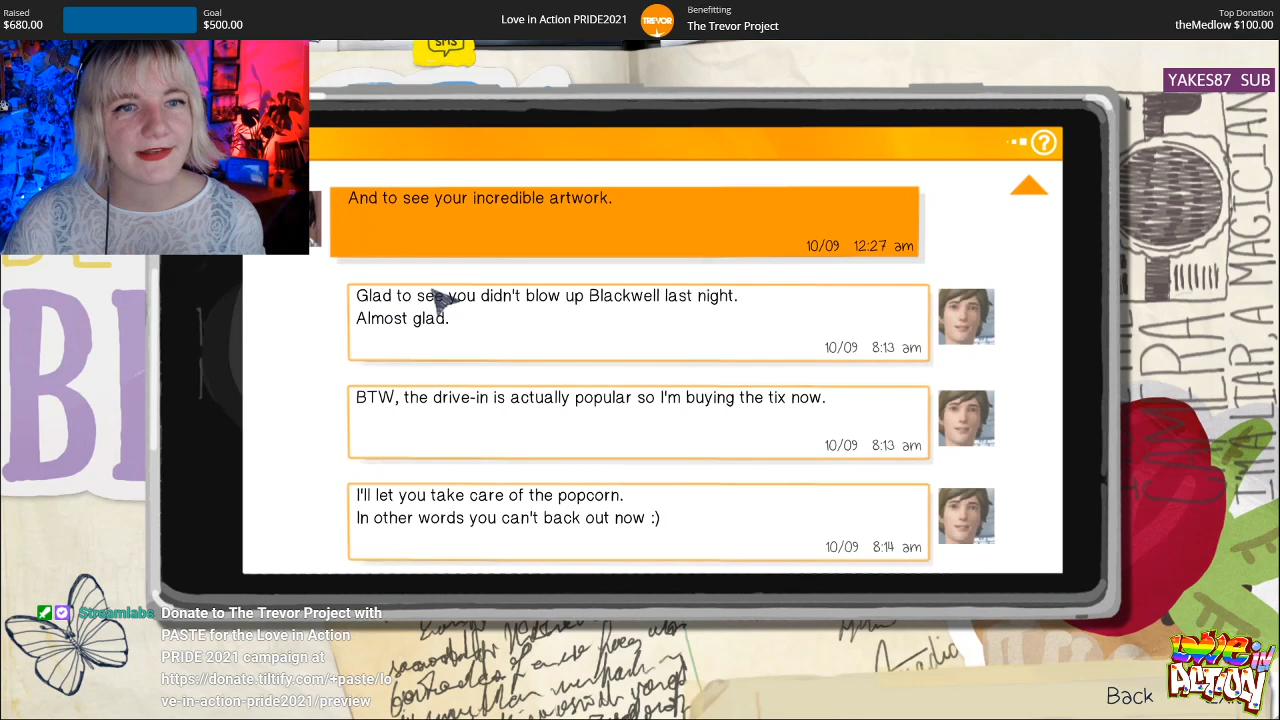 Raised
$680.00
Goal
$500.00
Love in Action PRIDE2021
TREVOR
Benefitting
The Trevor Project
Top Donation
theMedlow $100.00
SMS
YAKES87 SUB
And to see your incredible artwork.
10/09 12:27 am
Glad to see you didn't blow up Blackwell last night.
Almost glad.
10/09 8:13 am
BTW, the drive-in is actually popular so I'm buying the tix now.
10/09 8:13 am
I'll let you take care of the popcorn.
In other words you can't back out now :)
10/09 8:14 am
Streamlabs Donate to The Trevor Project with
PASTE for the Love in Action
PRIDE 2021 campaign at
https://donate.tiltify.com/+paste/lo
ve-in-action-pride2021/preview
Back
LOVE in
ACTION